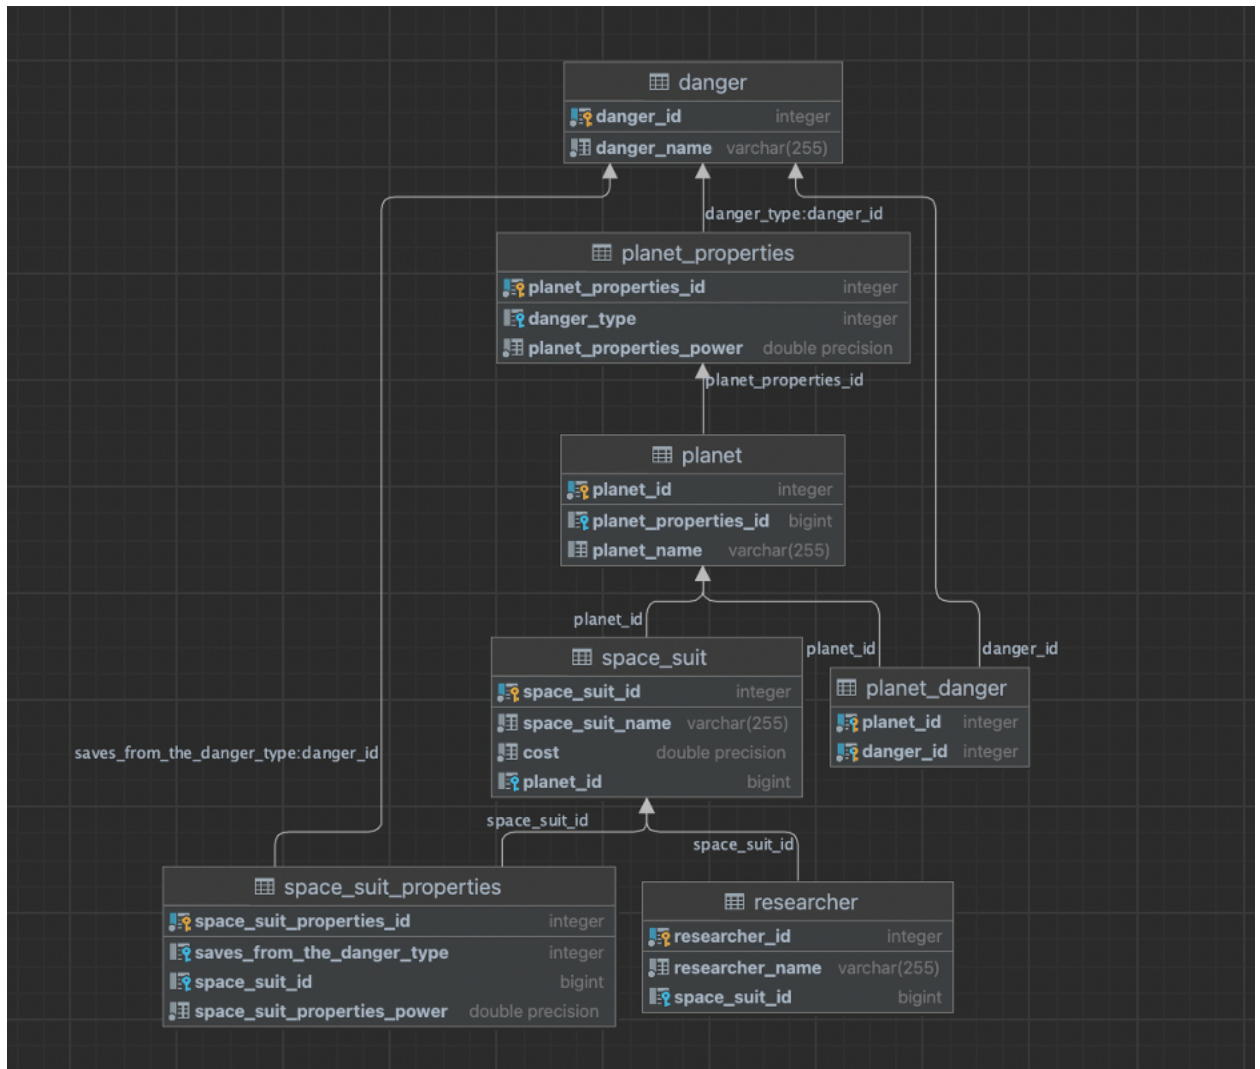 danger
danger_id integer
danger_name varchar(255)
danger_type:danger_id
planet_properties
planet_properties_id integer
danger_type integer
planet_properties_power double precision
planet_properties_id
planet
planet_id integer
planet_properties_id bigint
planet_name varchar(255)
planet_id
planet_id
danger_id
space_suit
space_suit_id integer
space_suit_name varchar(255)
cost double precision
planet_id bigint
planet_danger
planet_id integer
danger_id integer
saves_from_the_danger_type:danger_id
space_suit_id
space_suit_id
space_suit_properties
space_suit_properties_id integer
saves_from_the_danger_type integer
space_suit_id bigint
space_suit_properties_power double precision
researcher
researcher_id integer
researcher_name varchar(255)
space_suit_id bigint